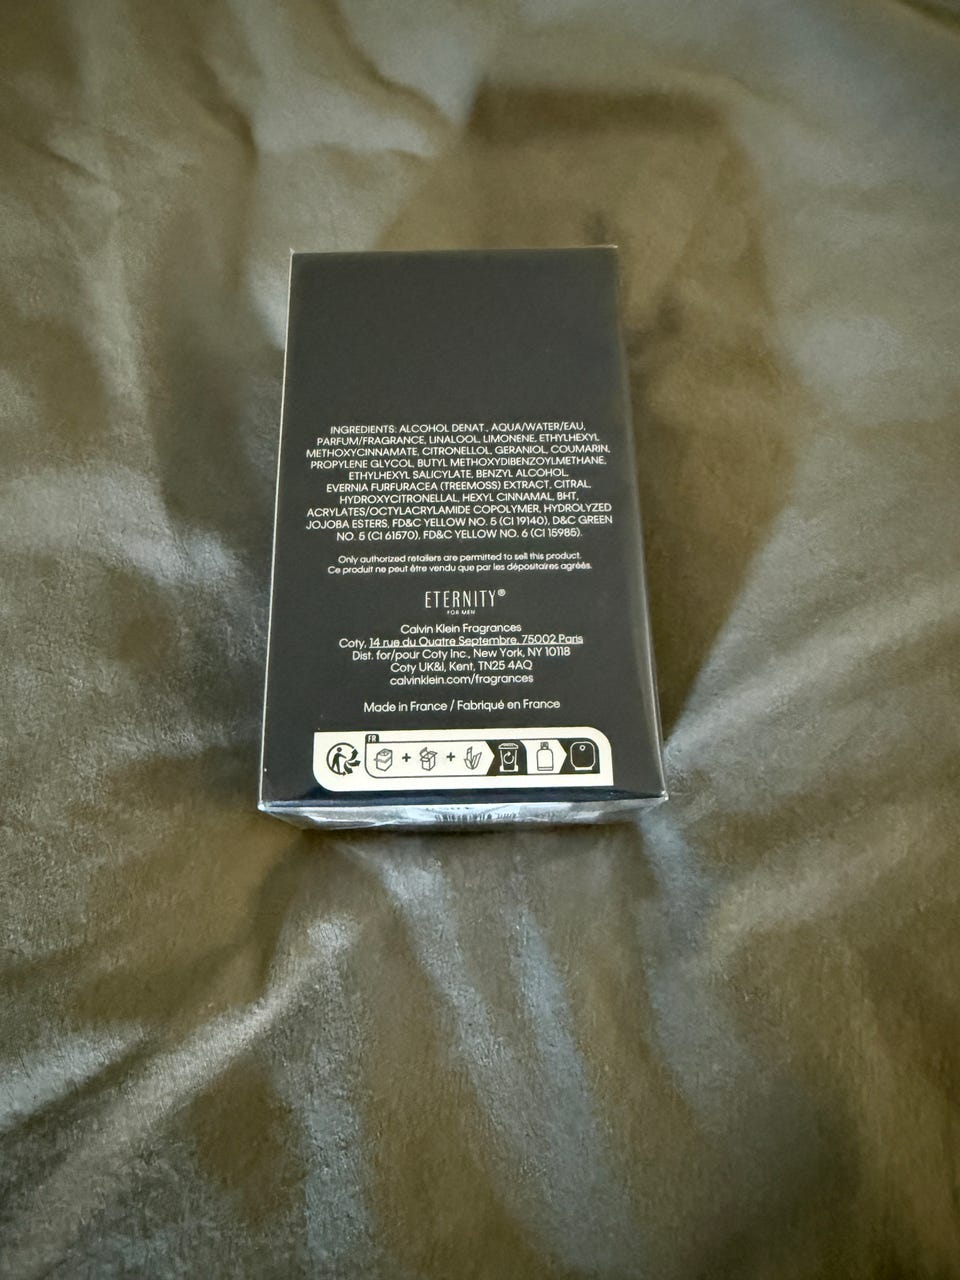 INGREDIENTS: ALCOHOL DENAT., AQUA/WATER/EAU,
PARFUM/FRAGRANCE, LINALOOL, LIMONENE, ETHYLHEXYL
METHOXYCINNAMATE, CITRONELLOL, GERANIOL, COUMARIN,
PROPYLENE GLYCOL, BUTYL METHOXYDIBENZOYLMETHANE,
ETHYLHEXYL SALICYLATE, BENZYL ALCOHOL,
EVERNIA FURFURACEA (TREEMOSS) EXTRACT, CITRAL,
HYDROXYCITRONELLAL, HEXYL CINNAMAL, BHT,
ACRYLATES/OCTYLACRYLAMIDE COPOLYMER, HYDROLYZED
JOJOBA ESTERS, FD&C YELLOW NO. 5 (CI 19140), D&C GREEN
NO. 5 (CI 61570), FD&C YELLOW NO. 6 (CI 15985).
Only authorized retailers are permitted to sell this product.
Ce produit ne peut être vendu que par les dépositaires agréés.
ETERNITY®
FOR MEN
Calvin Klein Fragrances
Coty, 14 rue du Quatre Septembre, 75002 Paris
Dist. for/pour Coty Inc., New York, NY 10118
Coty UK&I, Kent, TN25 4AQ
calvinklein.com/fragrances
Made in France / Fabriqué en France
FR
+ +